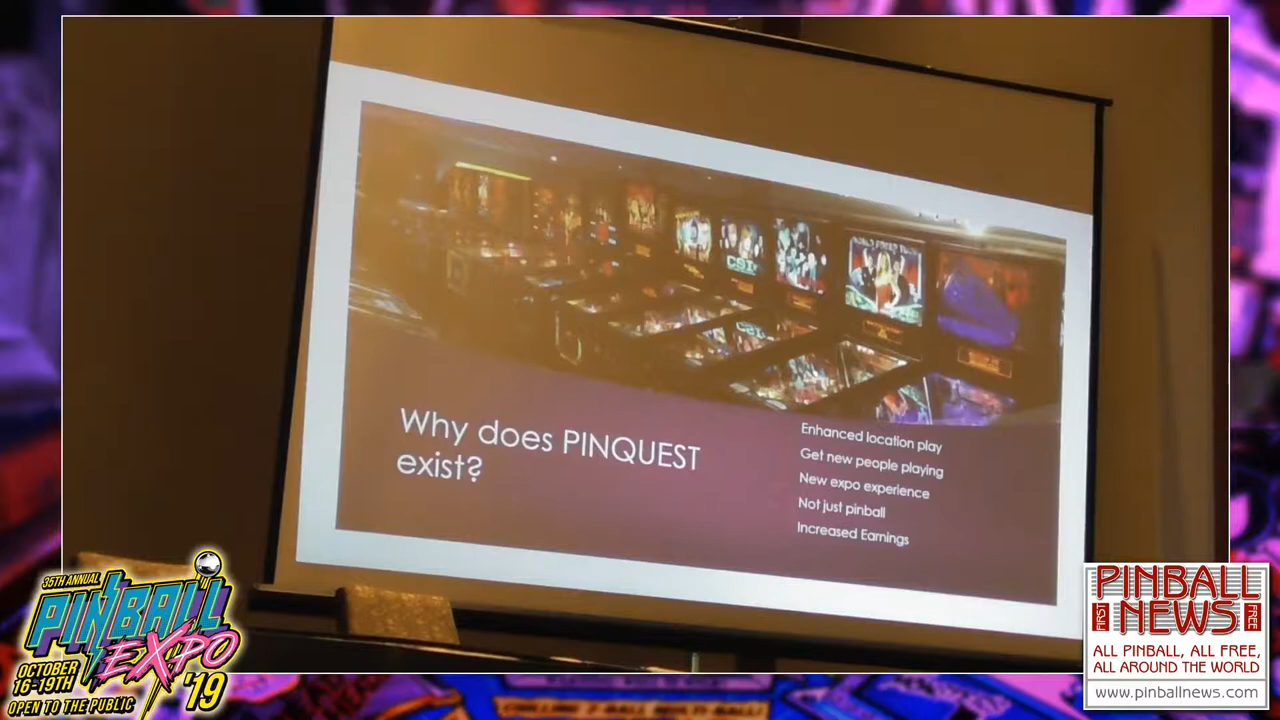 Why does PINQUEST
exist?
Enhanced location play
Get new people playing
New expo experience
Not just pinball
Increased Earnings
CSI
35TH ANNUAL
PINBALL
EXPO
OCTOBER
16-19TH
'19
OPEN TO THE PUBLIC
PINBALL
FIRST
NEWS
FREE
ALL PINBALL, ALL FREE,
ALL AROUND THE WORLD
www.pinballnews.com